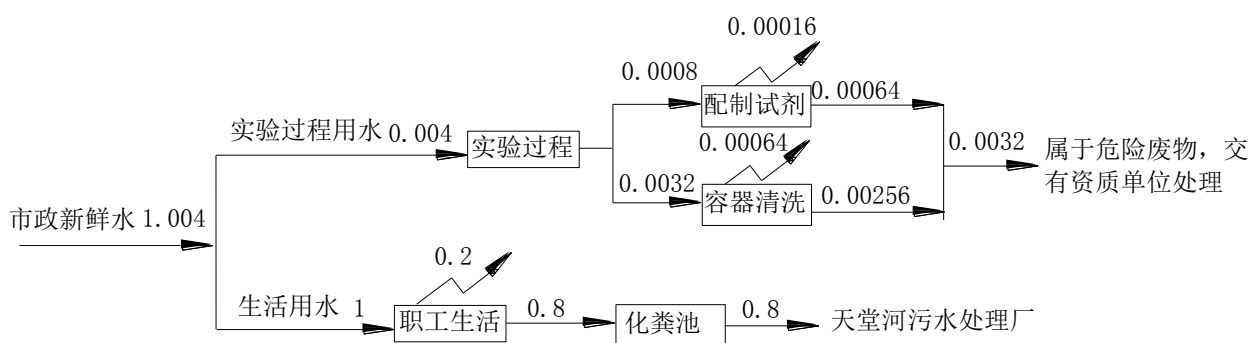 0.00016
0.0008
配制试剂
0.00064
实验过程用水 0.004
实验过程
0.00064
0.0032
属于危险废物，交
有资质单位处理
0.0032
容器清洗
0.00256
市政新鲜水 1.004
0.2
生活用水 1
职工生活
0.8
化粪池
0.8
天堂河污水处理厂